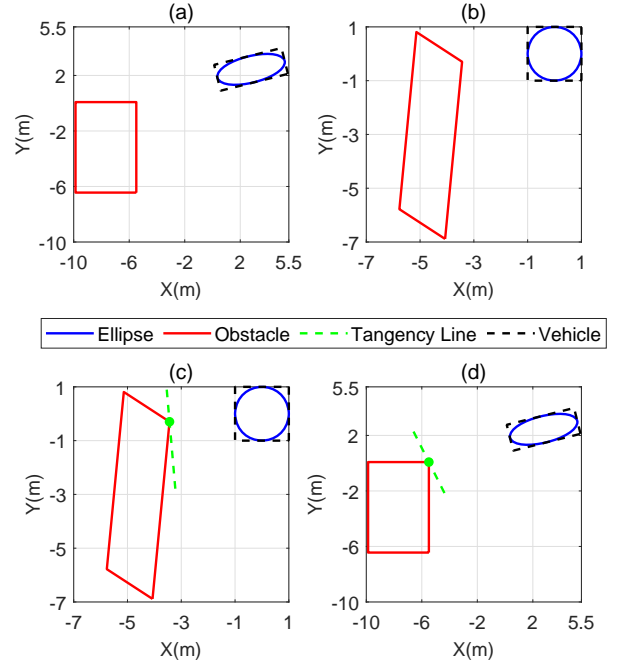 (a)
5.5
2
-2
-6
-10
Y(m)
-10 -6 -2 2 5.5
X(m)
(b)
1
-1
-3
-5
-7
Y(m)
-7 -5 -3 -1 1
X(m)
Ellipse Obstacle Tangency Line Vehicle
(c)
1
-1
-3
-5
-7
Y(m)
-7 -5 -3 -1 1
X(m)
(d)
5.5
2
-2
-6
-10
Y(m)
-10 -6 -2 2 5.5
X(m)